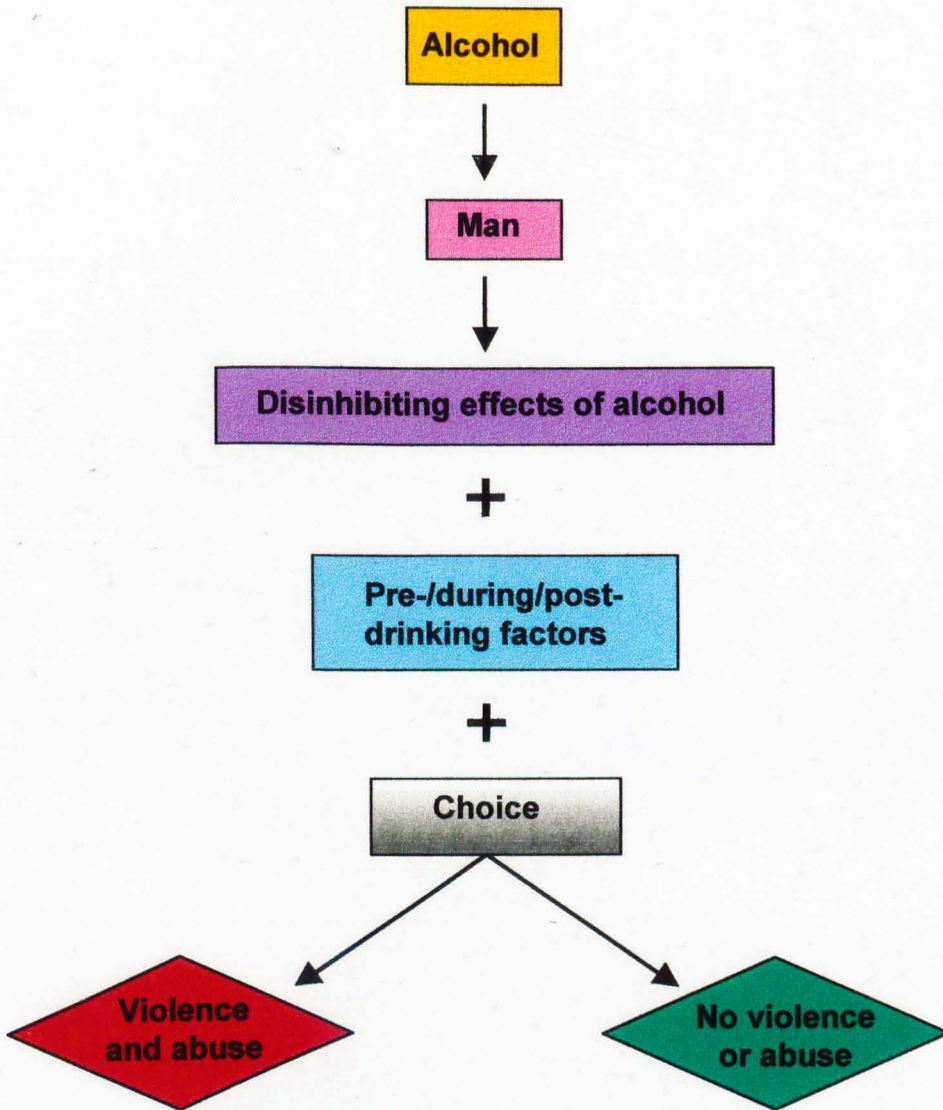 Alcohol
Man
Disinhibiting effects of alcohol
+
Pre-/during/post-
drinking factors
+
Choice
Violence
and abuse
No violence
or abuse